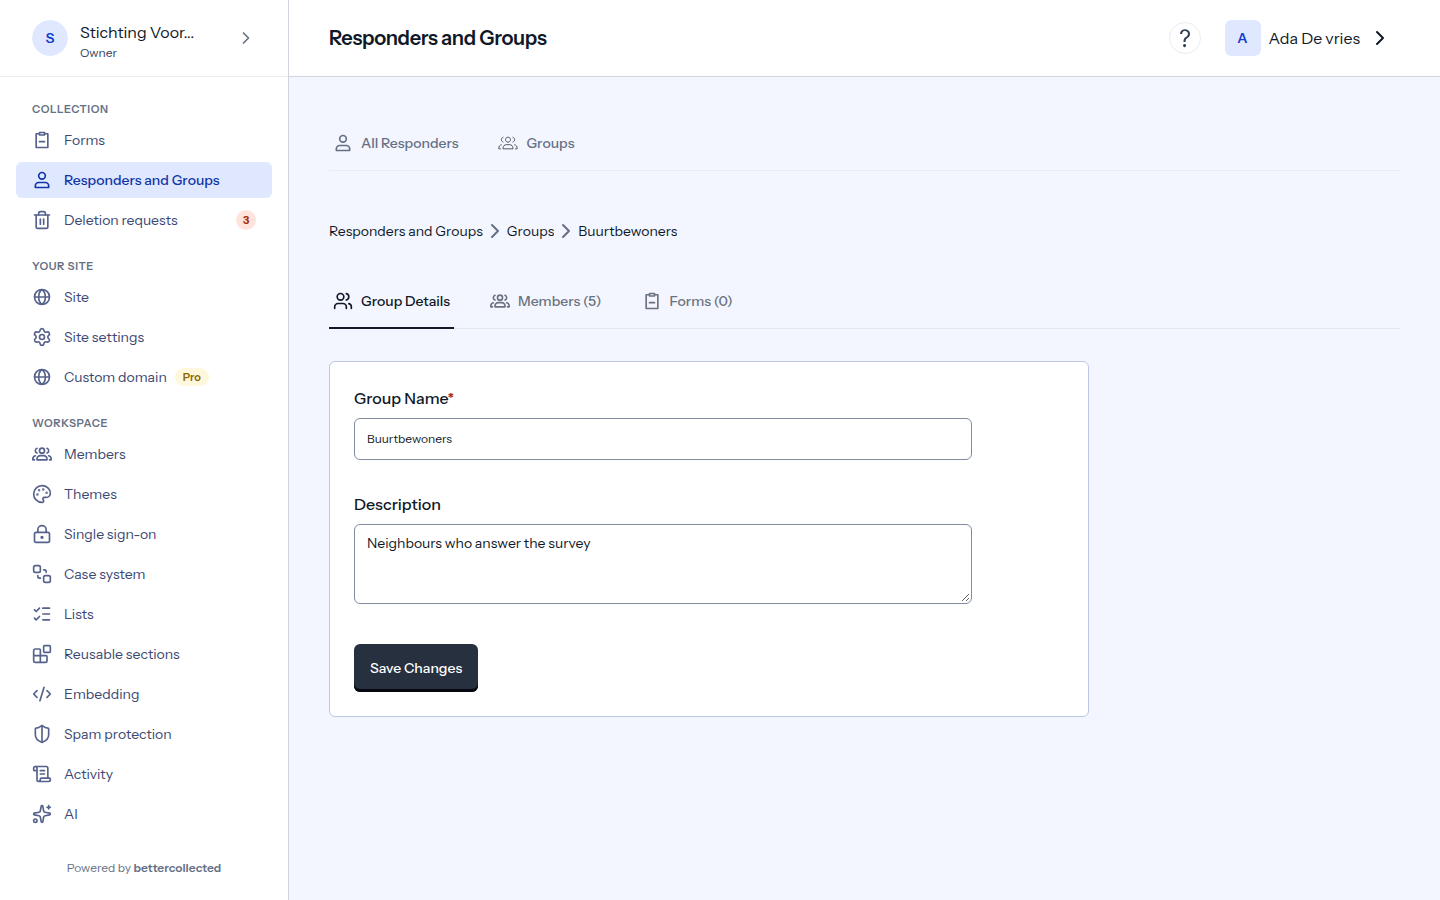 S
Stichting Voor...
Owner
COLLECTION
Forms
Responders and Groups
Deletion requests 3
YOUR SITE
Site
Site settings
Custom domain Pro
WORKSPACE
Members
Themes
Single sign-on
Case system
Lists
Reusable sections
Embedding
Spam protection
Activity
AI
Powered by bettercollected
Responders and Groups
? A Ada De vries
All Responders Groups
Responders and Groups Groups Buurtbewoners
Group Details Members (5) Forms (0)
Group Name*
Buurtbewoners
Description
Neighbours who answer the survey
Save Changes